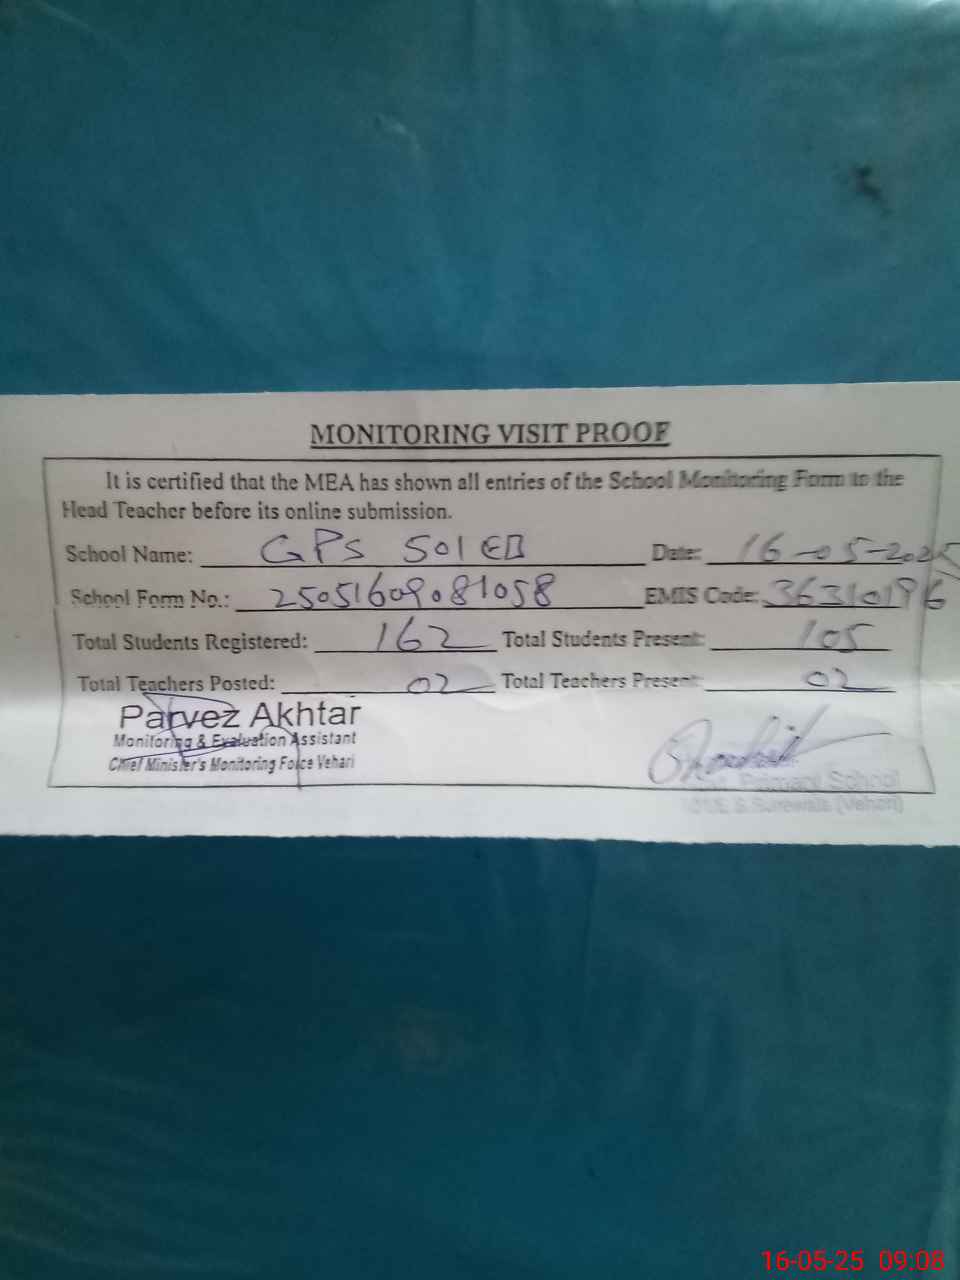 MONITORING VISIT PROOF
It is certified that the MEA has shown all entries of the School Monitoring Form to the
Head Teacher before its online submission.
School Name: GPS 501 EB Date: 16-05-2025
School Form No.: 25051609081058 EMIS Code: 36310196
Total Students Registered: 162 Total Students Present: 105
Total Teachers Posted: 02 Total Teachers Present: 02
Parvez Akhtar
Monitoring & Evaluation Assistant
Chief Minister's Monitoring Force Vehari
Primary School
(Vehari)
16-05-25 09:08